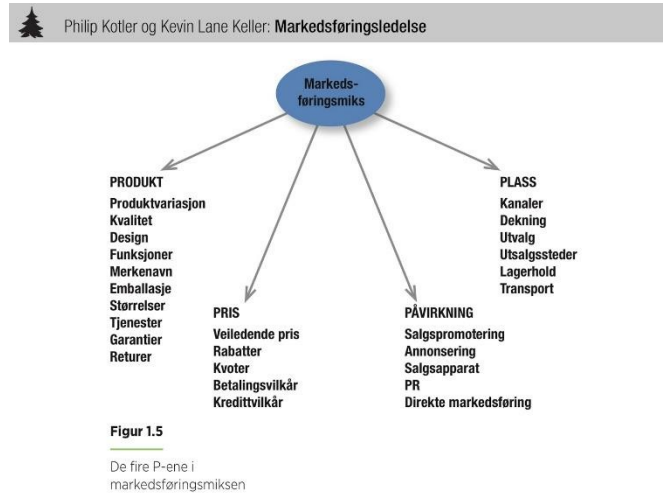 Philip Kotler og Kevin Lane Keller: Markedsføringsledelse
Markeds-
føringsmiks
PRODUKT
Produktvariasjon
Kvalitet
Design
Funksjoner
Merkenavn
Emballasje
Størrelser
Tjenester
Garantier
Returer
PRIS
Veiledende pris
Rabatter
Kvoter
Betalingsvilkår
Kredittvilkår
PÅVIRKNING
Salgspromotering
Annonsering
Salgsapparat
PR
Direkte markedsføring
PLASS
Kanaler
Dekning
Utvalg
Utsalgssteder
Lagerhold
Transport
Figur 1.5
De fire P-ene i
markedsføringsmiksen